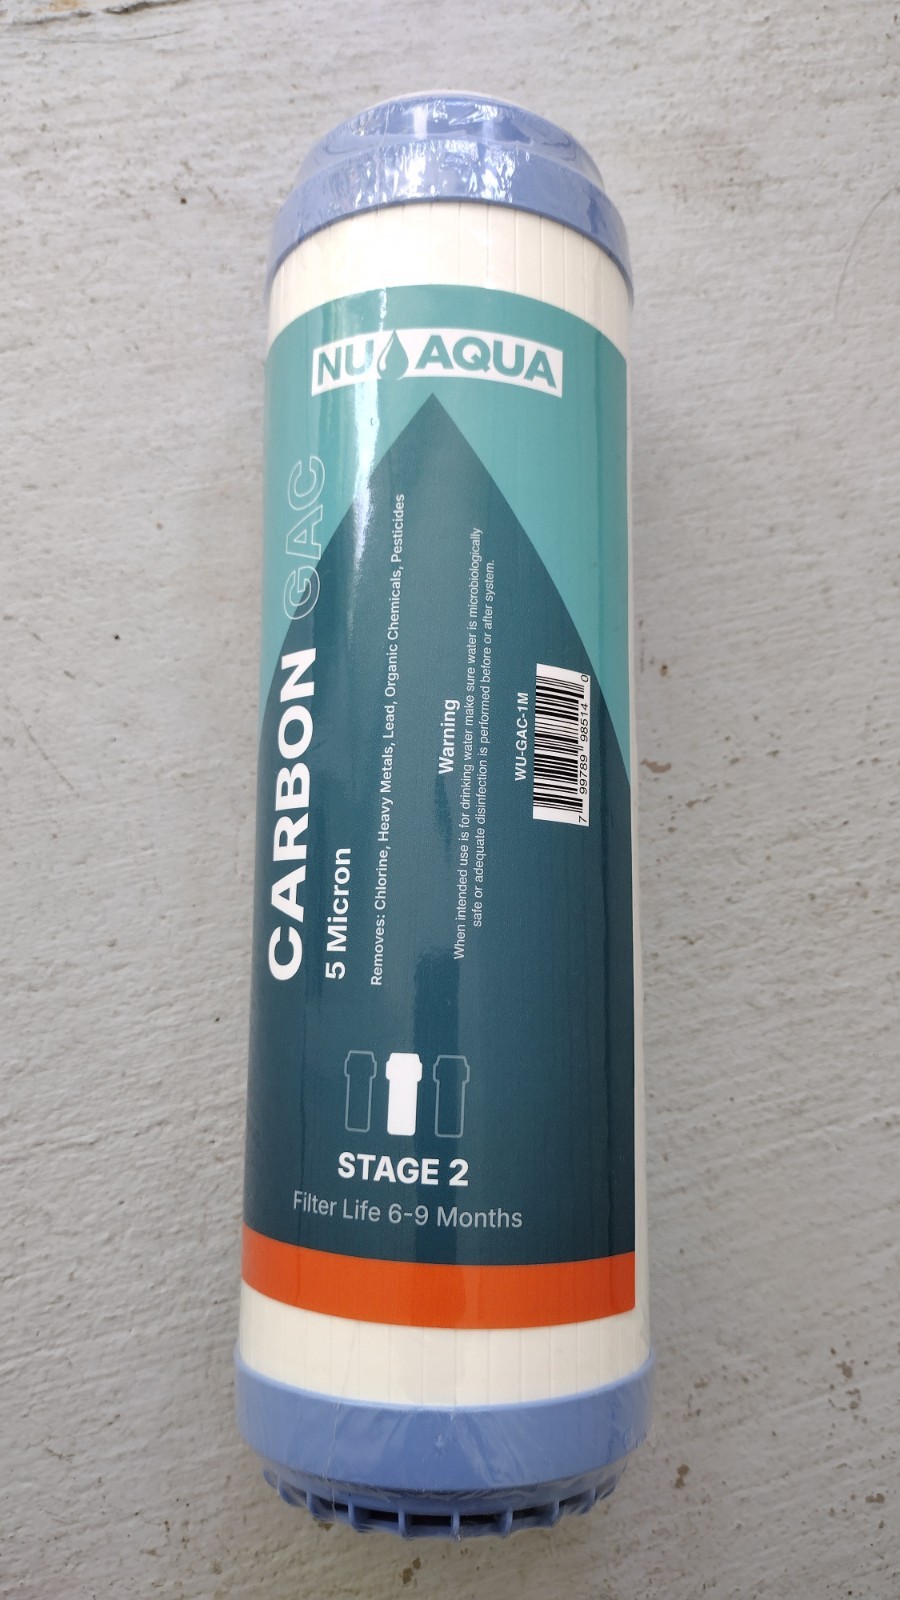 NU AQUA
CARBON GAC
5 Micron
Removes: Chlorine, Heavy Metals, Lead, Organic Chemicals, Pesticides
Warning
When intended use is for drinking water make sure water is microbiologically
safe or adequate disinfection is performed before or after system.
WU-GAC-1M
7 99789 98514 0
STAGE 2
Filter Life 6-9 Months